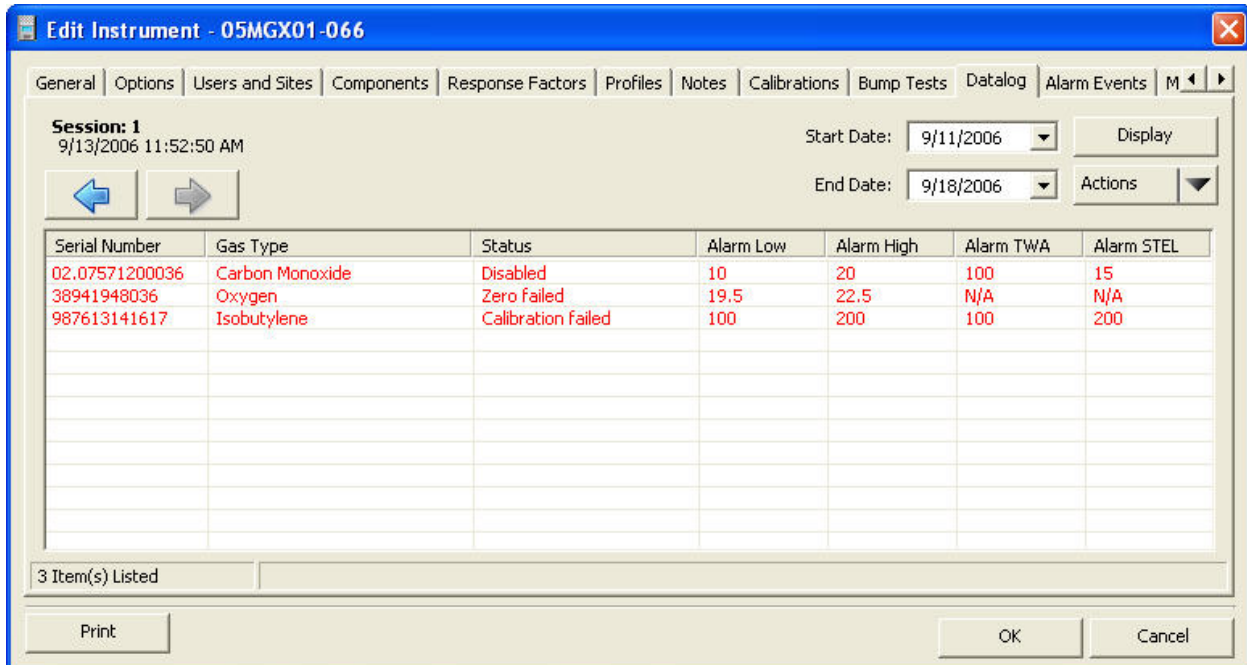 Edit Instrument - 05MGX01-066
General Options Users and Sites Components Response Factors Profiles Notes Calibrations Bump Tests Datalog Alarm Events M
Session: 1
9/13/2006 11:52:50 AM
Start Date: 9/11/2006 Display
End Date: 9/18/2006 Actions
Serial Number Gas Type Status Alarm Low Alarm High Alarm TWA Alarm STEL
02.07571200036 Carbon Monoxide Disabled 10 20 100 15
38941948036 Oxygen Zero failed 19.5 22.5 N/A N/A
987613141617 Isobutylene Calibration failed 100 200 100 200
3 Item(s) Listed
Print OK Cancel